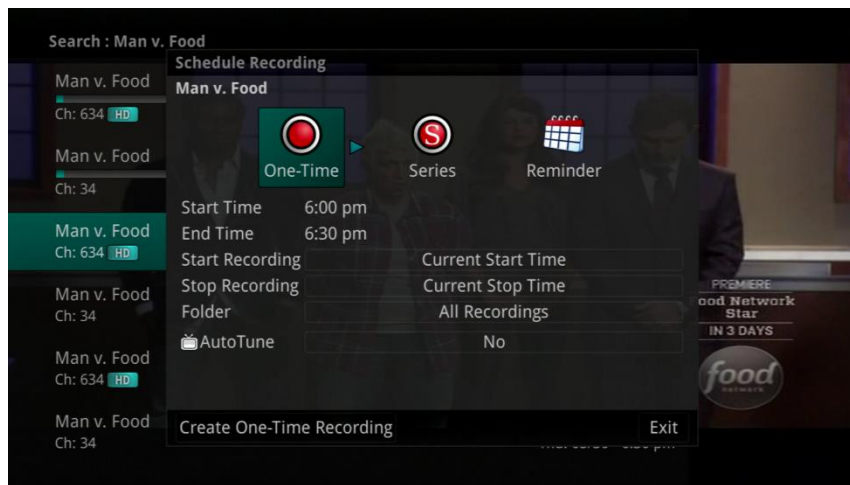 Search : Man v. Food
Schedule Recording
Man v. Food
Man v. Food
Ch: 634 HD
Man v. Food
Ch: 34
Man v. Food
Ch: 634 HD
Man v. Food
Ch: 34
Man v. Food
Ch: 634 HD
Man v. Food
Ch: 34
S
One-Time
Series
Reminder
Start Time 6:00 pm
End Time 6:30 pm
Start Recording Current Start Time
Stop Recording Current Stop Time
Folder All Recordings
AutoTune No
Create One-Time Recording Exit
PREMIERE
ood Network
Star
IN 3 DAYS
food
network